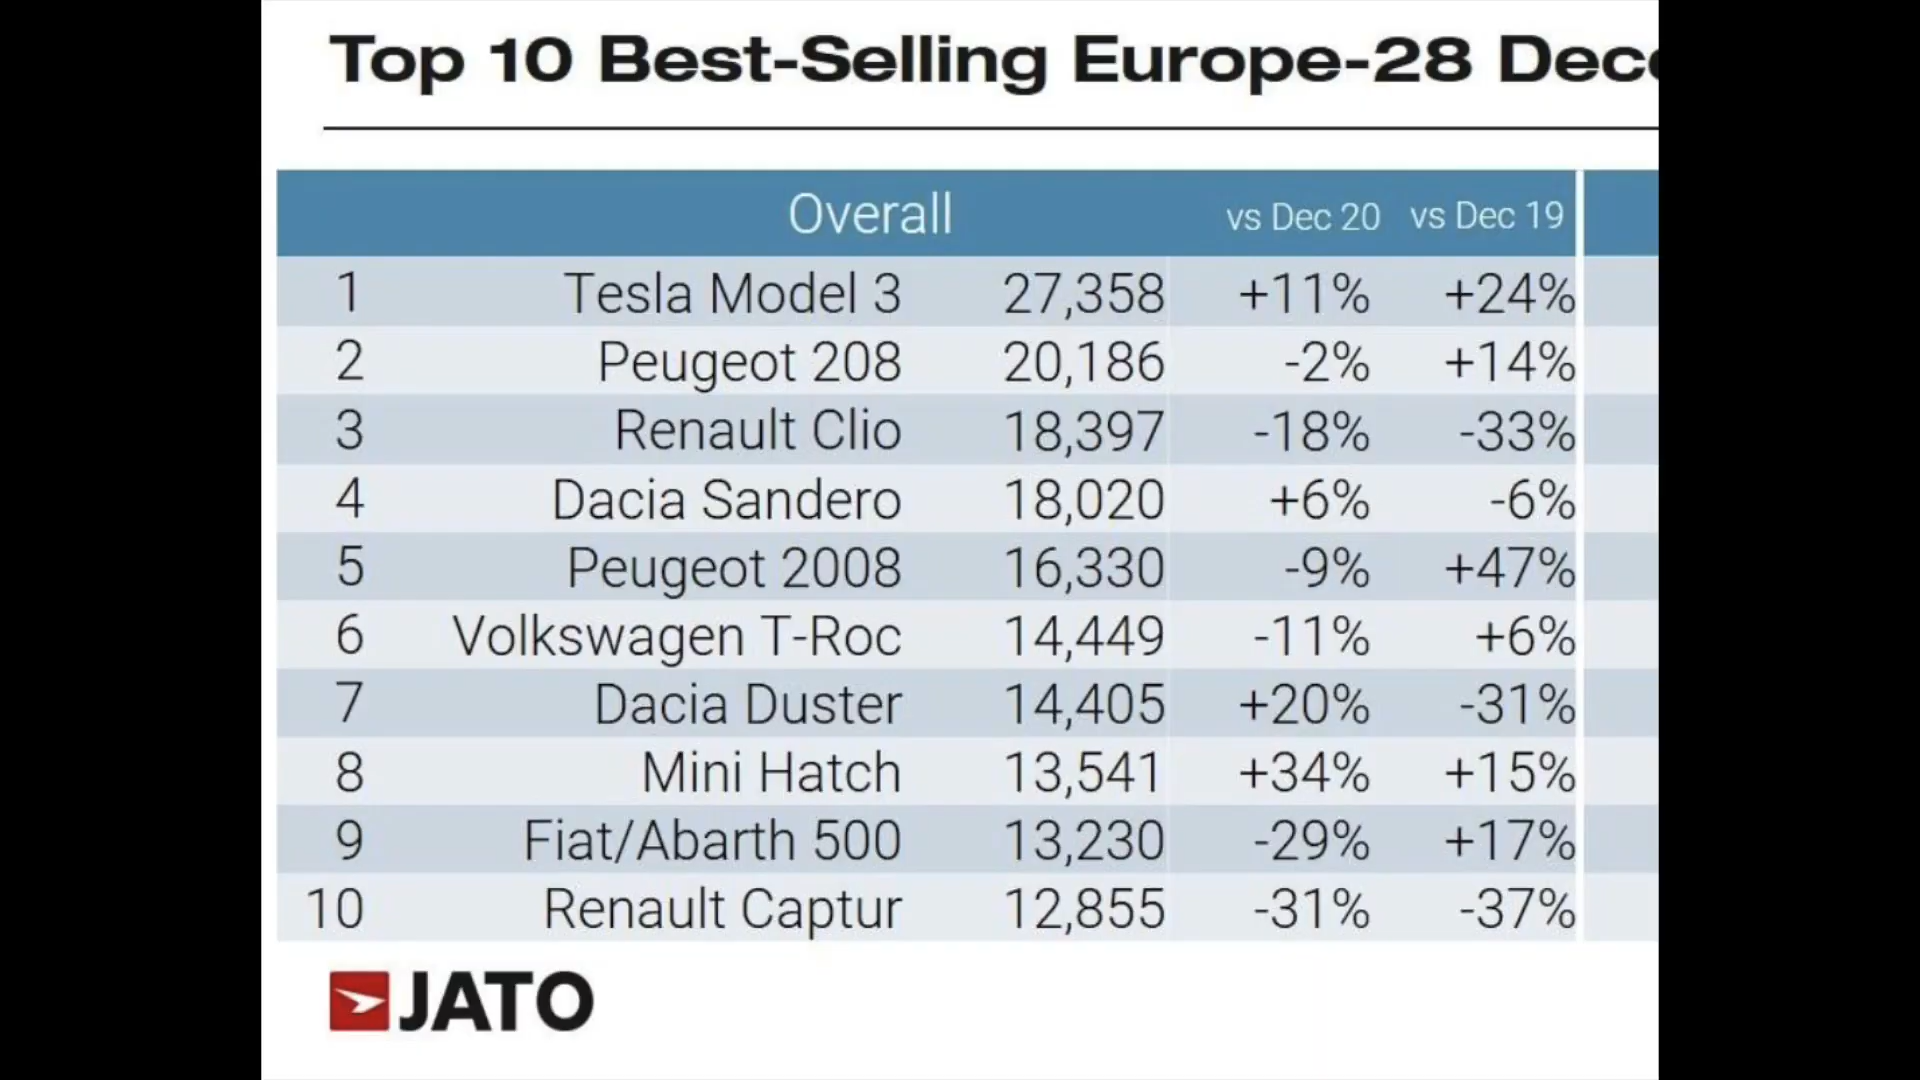 Top 10 Best-Selling Europe-28
Overall vs Dec 20 vs Dec 19
1 Tesla Model 3 27,358 +11% +24%
2 Peugeot 208 20,186 -2% +14%
3 Renault Clio 18,397 -18% -33%
4 Dacia Sandero 18,020 +6% -6%
5 Peugeot 2008 16,330 -9% +47%
6 Volkswagen T-Roc 14,449 -11% +6%
7 Dacia Duster 14,405 +20% -31%
8 Mini Hatch 13,541 +34% +15%
9 Fiat/Abarth 500 13,230 -29% +17%
10 Renault Captur 12,855 -31% -37%
JATO